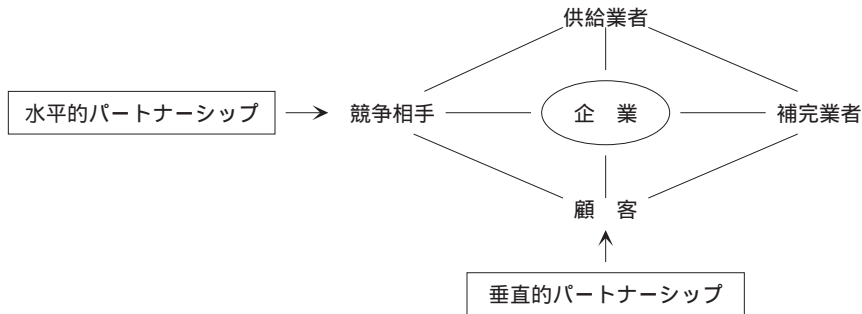 供給業者
水平的パートナーシップ
競争相手
企　業
補完業者
顧　客
垂直的パートナーシップ